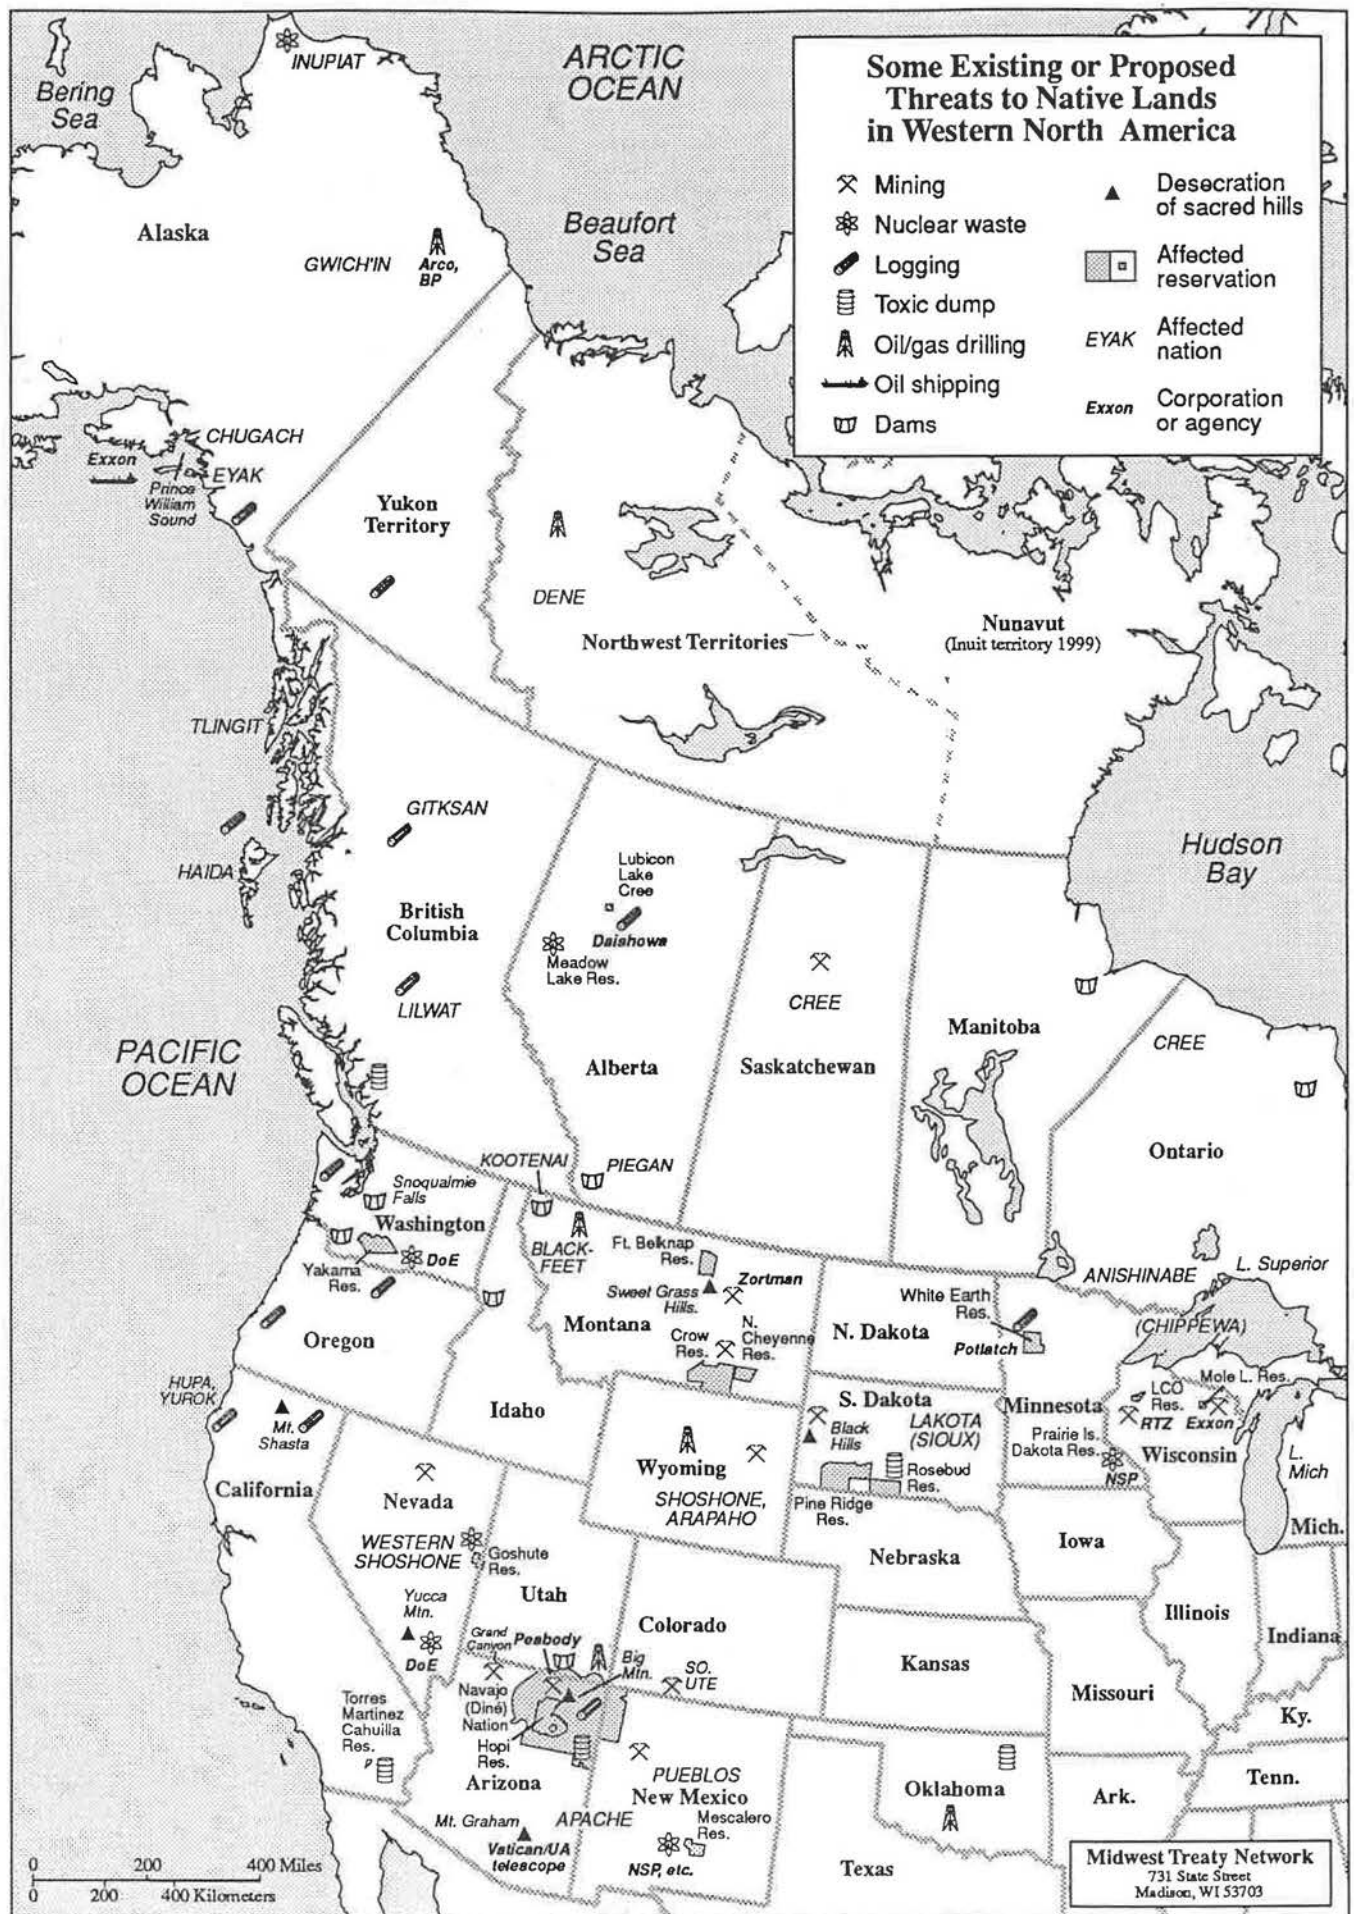 Some Existing or Proposed
Threats to Native Lands
in Western North America
Mining
Nuclear waste
Logging
Toxic dump
Oil/gas drilling
Oil shipping
Dams
Desecration
of sacred hills
Affected
reservation
EYAK
Affected
nation
Exxon
Corporation
or agency
ARCTIC
OCEAN
Bering
Sea
INUPIAT
Beaufort
Sea
Alaska
GWICH'IN
Arco,
BP
CHUGACH
Exxon
EYAK
Prince
William
Sound
Yukon
Territory
DENE
Northwest Territories
Nunavut
(Inuit territory 1999)
TLINGIT
GITKSAN
HAIDA
British
Columbia
LILWAT
Lubicon
Lake
Cree
Daishowa
Meadow
Lake Res.
Alberta
CREE
Saskatchewan
Manitoba
Hudson
Bay
CREE
Ontario
PACIFIC
OCEAN
KOOTENAI
PIEGAN
Snoqualmie
Falls
Washington
DoE
Yakama
Res.
BLACK-
FEET
Ft. Belknap
Res.
Sweet Grass
Hills.
Zortman
Montana
Crow
Res.
N.
Cheyenne
Res.
N. Dakota
White Earth
Res.
Potlatch
ANISHINABE
(CHIPPEWA)
L. Superior
Oregon
HUPA,
YUROK
Mt.
Shasta
California
Idaho
Wyoming
SHOSHONE,
ARAPAHO
S. Dakota
Black
Hills
LAKOTA
(SIOUX)
Rosebud
Res.
Pine Ridge
Res.
Minnesota
Prairie Is.
Dakota Res.
NSP
LCO
Res.
Mole L. Res.
RTZ
Exxon
Wisconsin
L.
Mich
Mich.
Nevada
WESTERN
SHOSHONE
Goshute
Res.
Utah
Yucca
Mtn.
DoE
Nebraska
Iowa
Illinois
Indiana
Colorado
Kansas
Missouri
Ky.
Grand
Canyon
Peabody
Big
Mtn.
SO.
UTE
Navajo
(Diné)
Nation
Hopi
Res.
Torres
Martinez
Cahuilla
Res.
Arizona
PUEBLOS
New Mexico
Mescalero
Res.
NSP, etc.
Mt. Graham
APACHE
Vatican/UA
telescope
Oklahoma
Ark.
Tenn.
Texas
0 200 400 Miles
0 200 400 Kilometers
Midwest Treaty Network
731 State Street
Madison, WI 53703